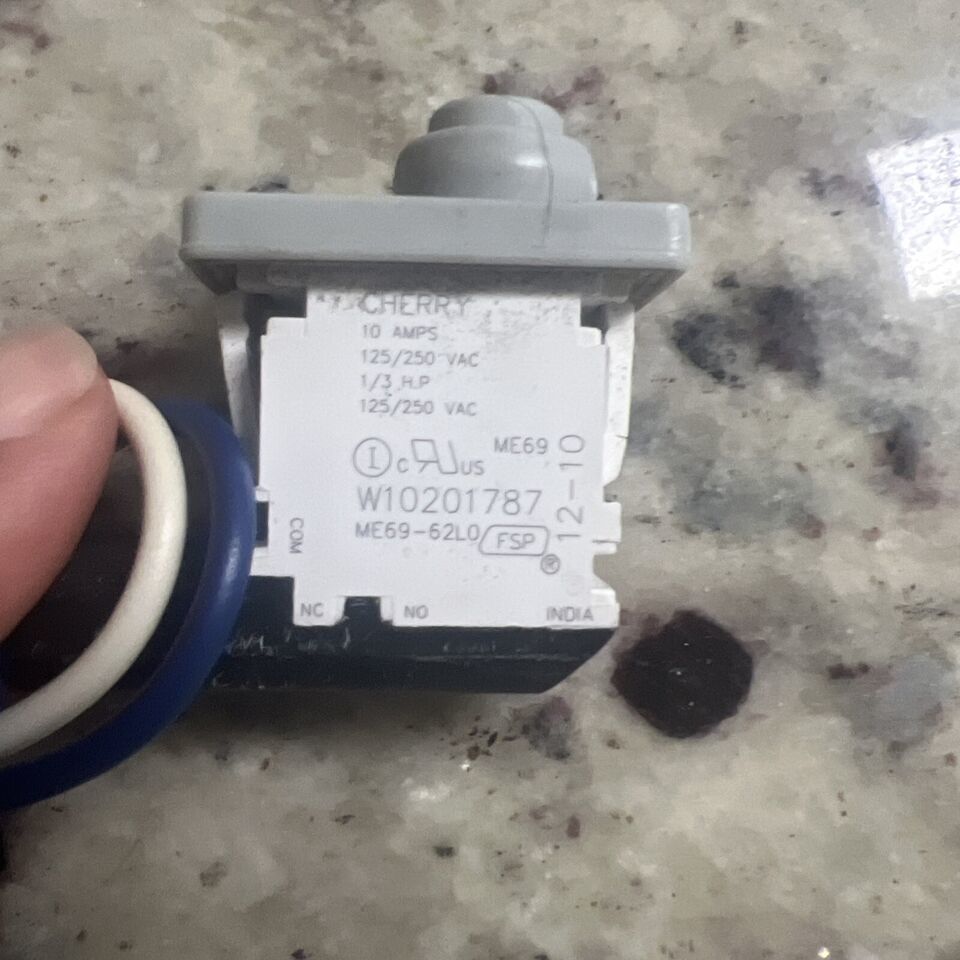 CHERRY
10 AMPS
125/250 VAC
1/3 H.P
125/250 VAC
I c US ME69
W10201787
ME69-62L0 FSP ®
12-10
COM
NC NO INDIA